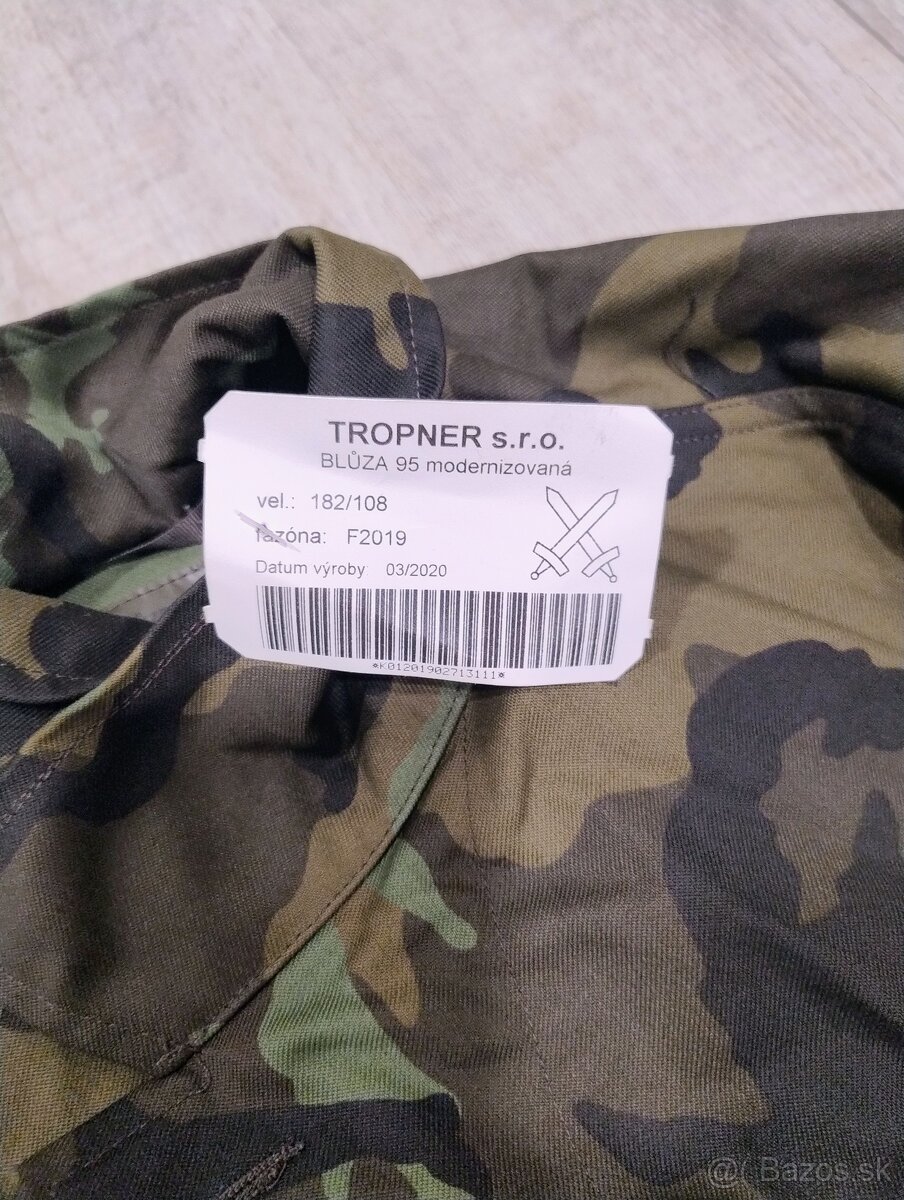 TROPNER s.r.o.
BLŮZA 95 modernizovaná
vel.: 182/108
fazóna: F2019
Datum výroby 03/2020
*K01201902713111*
@( Bazos.sk